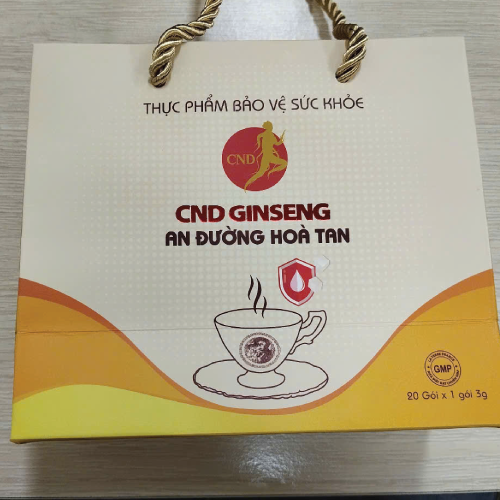 THỰC PHẨM BẢO VỆ SỨC KHỎE
CND
CND GINSENG
AN ĐƯỜNG HOÀ TAN
GMP
20 Gói x 1 gói 3g